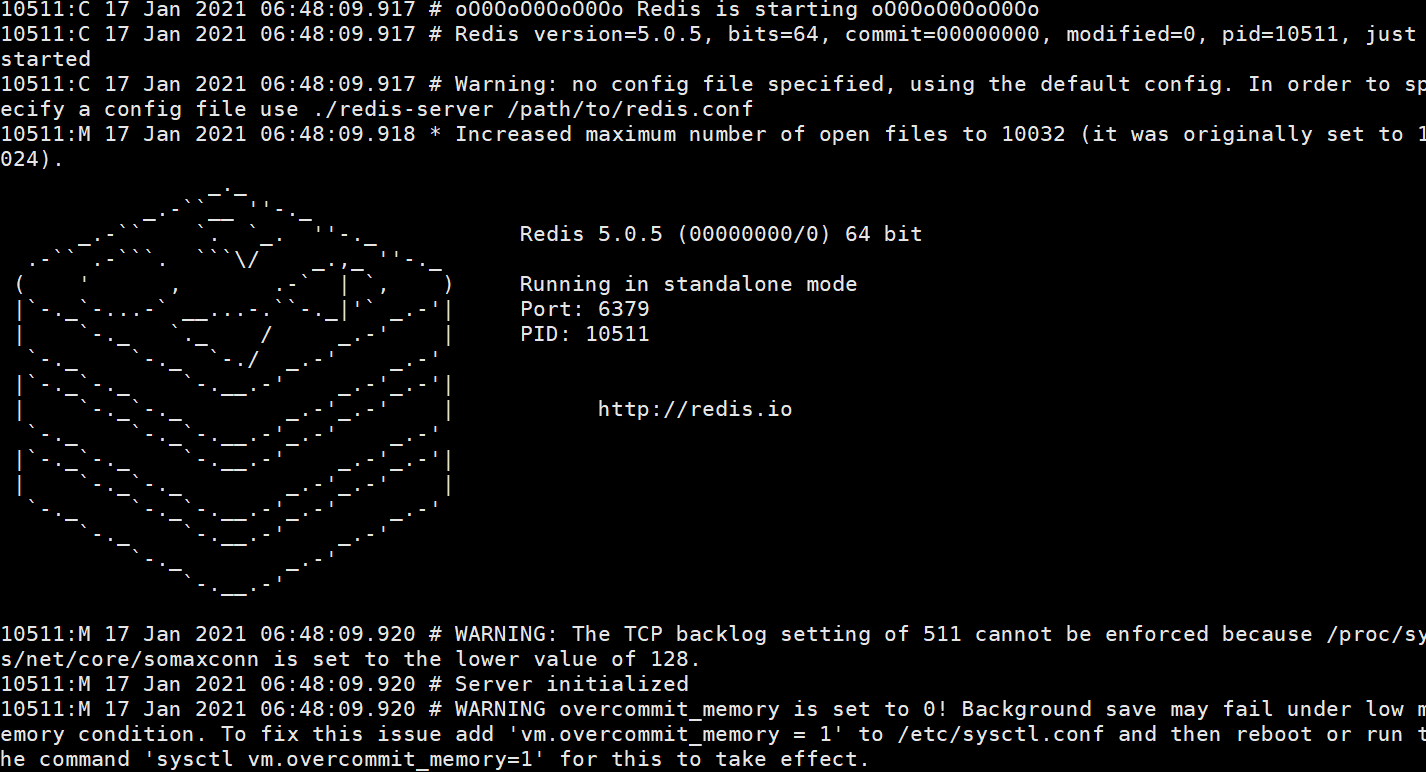 10511:C 17 Jan 2021 06:48:09.917 # oO0OoO0OoO0Oo Redis is starting oO0OoO0OoO0Oo
10511:C 17 Jan 2021 06:48:09.917 # Redis version=5.0.5, bits=64, commit=00000000, modified=0, pid=10511, just
started
10511:C 17 Jan 2021 06:48:09.917 # Warning: no config file specified, using the default config. In order to sp
ecify a config file use ./redis-server /path/to/redis.conf
10511:M 17 Jan 2021 06:48:09.918 * Increased maximum number of open files to 10032 (it was originally set to 1
024).
Redis 5.0.5 (00000000/0) 64 bit
Running in standalone mode
Port: 6379
PID: 10511
http://redis.io
10511:M 17 Jan 2021 06:48:09.920 # WARNING: The TCP backlog setting of 511 cannot be enforced because /proc/sy
s/net/core/somaxconn is set to the lower value of 128.
10511:M 17 Jan 2021 06:48:09.920 # Server initialized
10511:M 17 Jan 2021 06:48:09.920 # WARNING overcommit_memory is set to 0! Background save may fail under low m
emory condition. To fix this issue add 'vm.overcommit_memory = 1' to /etc/sysctl.conf and then reboot or run t
he command 'sysctl vm.overcommit_memory=1' for this to take effect.